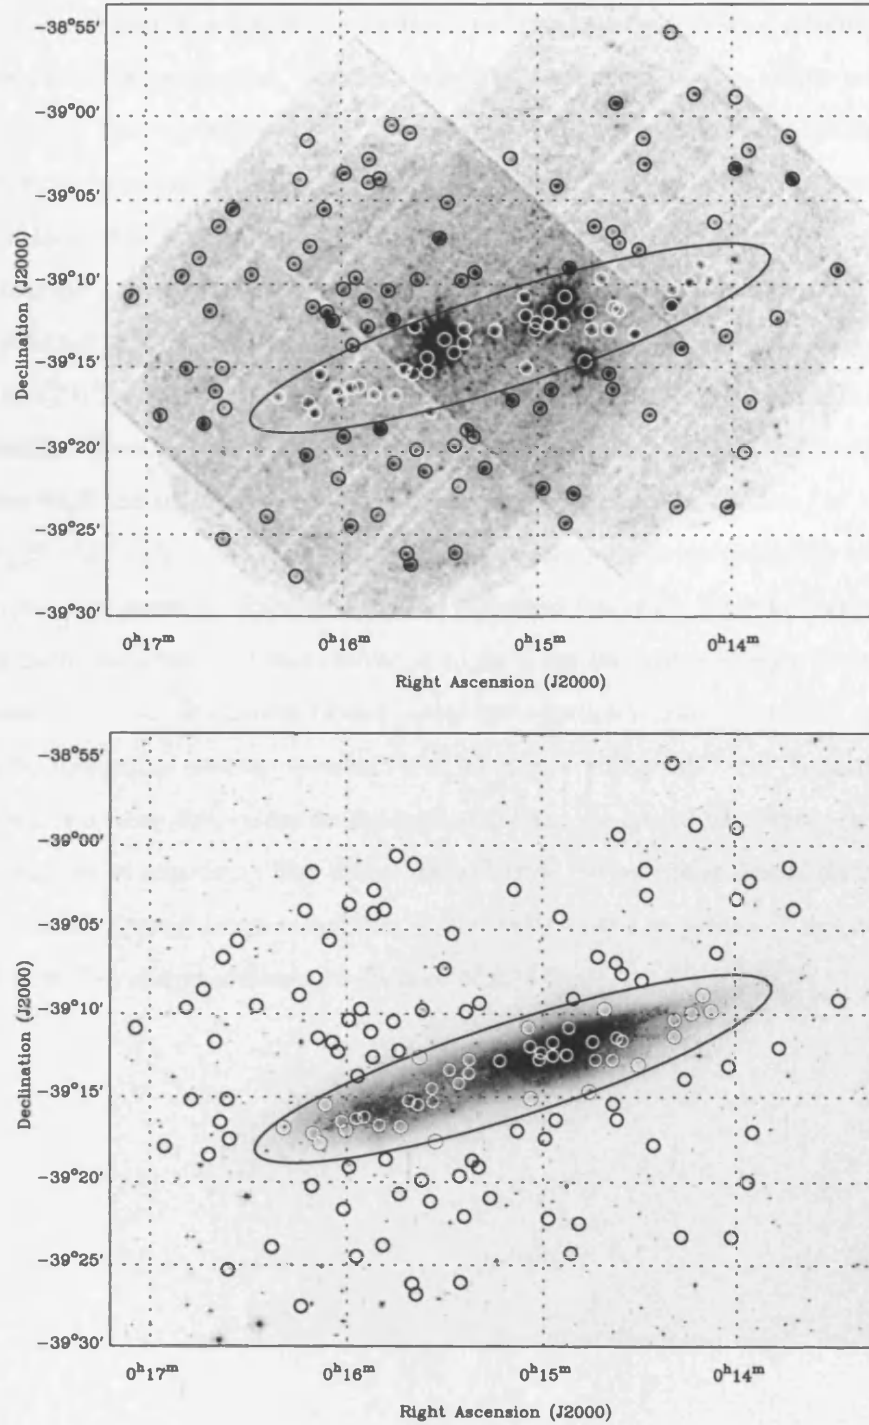 −38°55′
−39°00′
−39°05′
−39°10′
−39°15′
−39°20′
−39°25′
−39°30′
Declination (J2000)
0ʰ17ᵐ 0ʰ16ᵐ 0ʰ15ᵐ 0ʰ14ᵐ
Right Ascension (J2000)
−38°55′
−39°00′
−39°05′
−39°10′
−39°15′
−39°20′
−39°25′
−39°30′
Declination (J2000)
0ʰ17ᵐ 0ʰ16ᵐ 0ʰ15ᵐ 0ʰ14ᵐ
Right Ascension (J2000)